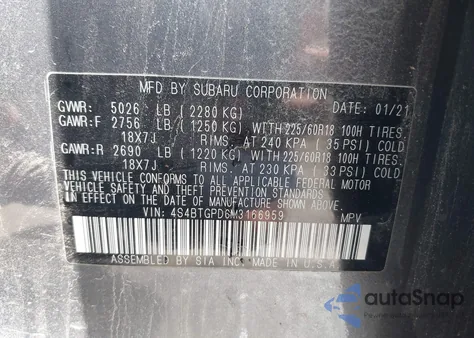 MFD BY SUBARU CORPORATION
GVWR: 5026 LB (2280 KG) DATE: 01/21
GAWR:F 2756 LB (1250 KG) WITH 225/60R18 100H TIRES,
18X7J RIMS, AT 240 KPA (35 PSI) COLD
GAWR:R 2690 LB (1220 KG) WITH 225/60R18 100H TIRES,
18X7J RIMS, AT 230 KPA (33 PSI) COLD
THIS VEHICLE CONFORMS TO ALL APPLICABLE FEDERAL MOTOR
VEHICLE SAFETY AND BUMPER STANDARDS IN EFFECT ON THE
DATE OF MANUFACTURE SHOWN ABOVE.
VIN: 4S4BTGPD6M3166959 MPV
ASSEMBLED BY SIA INC. MADE IN U.S.A.
autoSnap